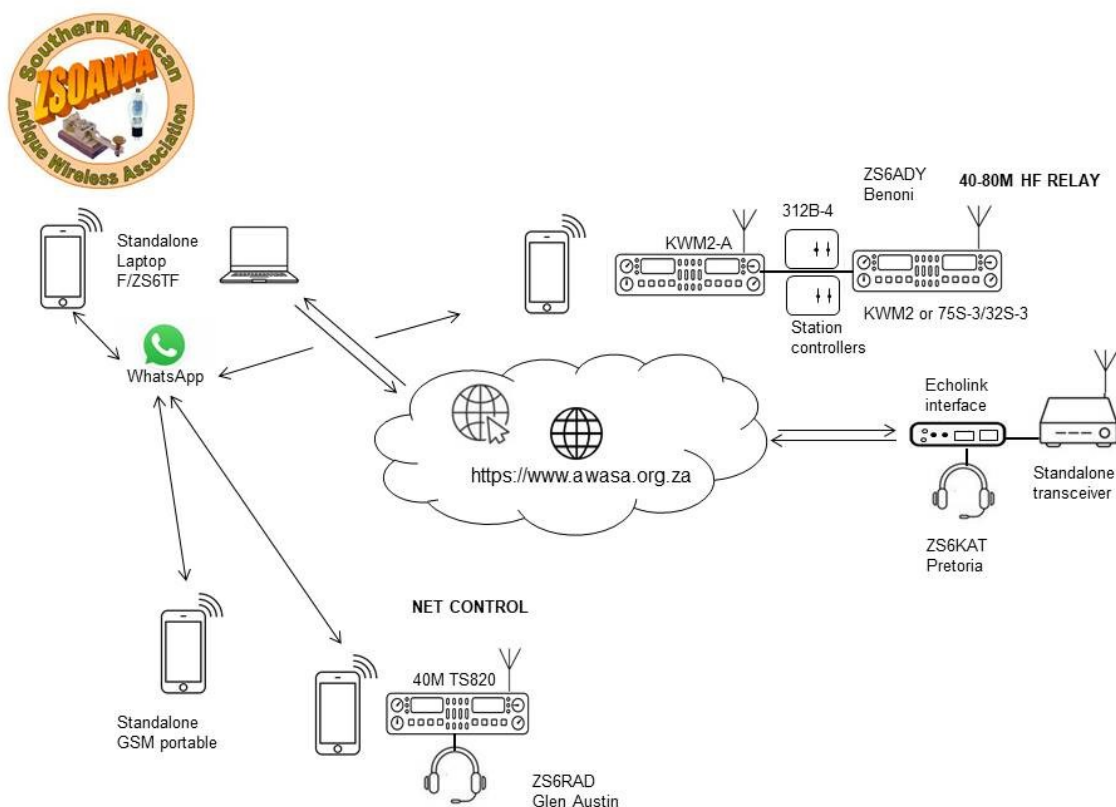 Southern African
ZSOAWA
Antique Wireless Association
ZS6ADY
Benoni
40-80M HF RELAY
312B-4
KWM2-A
Standalone
Laptop
F/ZS6TF
KWM2 or 75S-3/32S-3
Station
controllers
WhatsApp
Echolink
interface
https://www.awasa.org.za
Standalone
transceiver
ZS6KAT
Pretoria
NET CONTROL
40M TS820
Standalone
GSM portable
ZS6RAD
Glen Austin